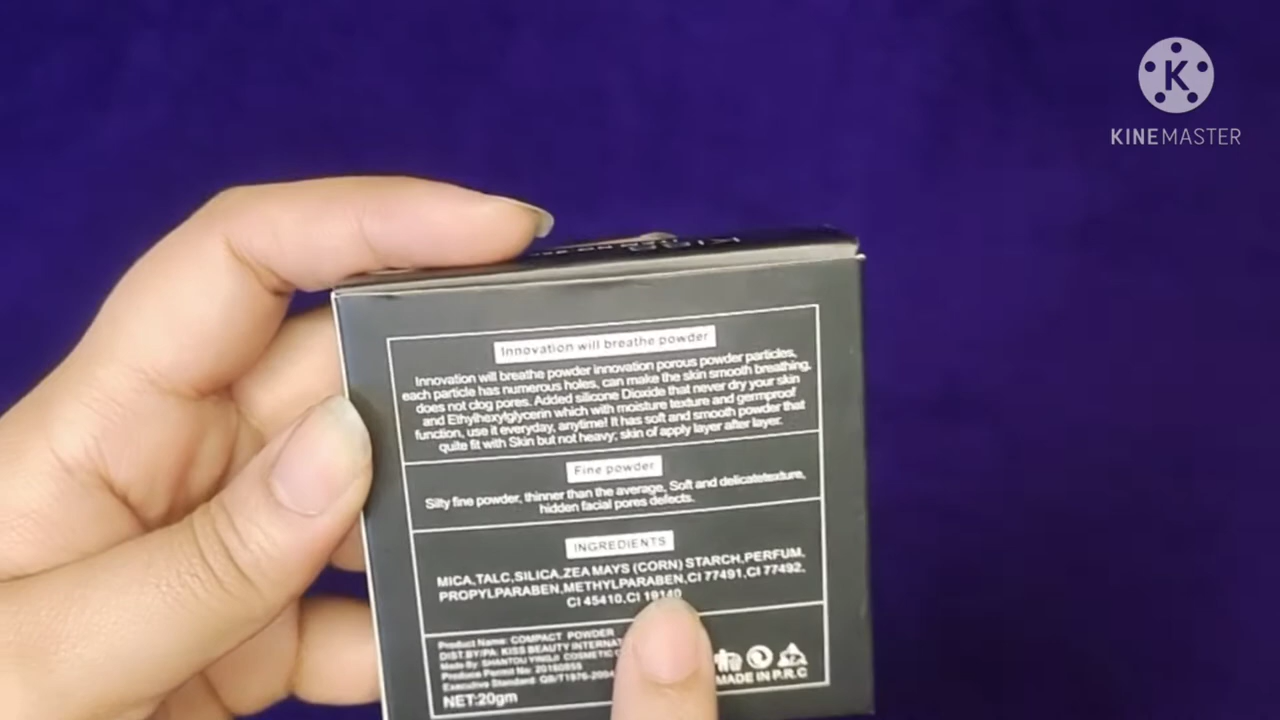 K
KINEMASTER
Innovation will breathe powder
Innovation will breathe powder innovation porous powder particles,
each particle has numerous holes, can make the skin smooth breathing,
does not clog pores. Added silicone Dioxide that never dry your skin
and Ethylhexylglycerin which with moisture texture and germproof
function, use it everyday, anytime! It has soft and smooth powder that
quite fit with Skin but not heavy; skin of apply layer after layer.
Fine powder
Silty fine powder, thinner than the average, Soft and delicatetexture,
hidden facial pores defects.
INGREDIENTS
MICA,TALC,SILICA,ZEA MAYS (CORN) STARCH,PERFUM,
PROPYLPARABEN,METHYLPARABEN,CI 77491,CI 77492,
CI 45410,CI 19140
Product Name: COMPACT POWDER
DIST.BY/PA: KISS BEAUTY
Made By: SHANTOU COSMETIC
Produce Permit No:
Executive Standard
NET:20gm
MADE IN P.R.C